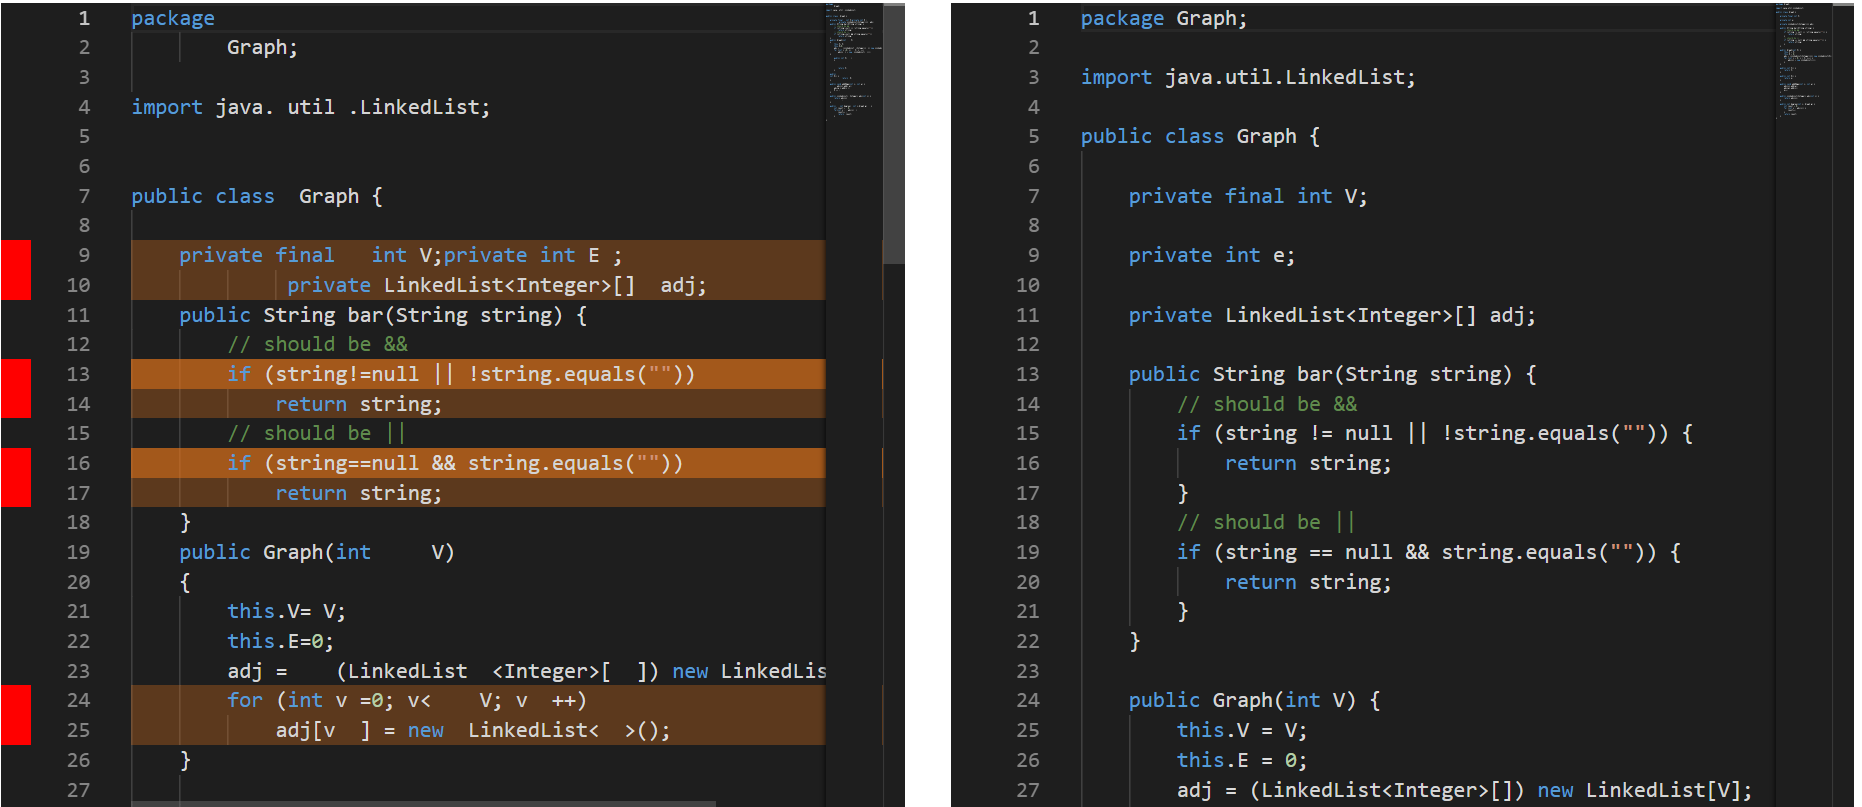 1 package
2 Graph;
3
4 import java. util .LinkedList;
5
6
7 public class  Graph {
8
9 private final   int V;private int E ;
10 private LinkedList<Integer>[]  adj;
11 public String bar(String string) {
12 // should be &&
13 if (string!=null || !string.equals(""))
14 return string;
15 // should be ||
16 if (string==null && string.equals(""))
17 return string;
18 }
19 public Graph(int     V)
20 {
21 this.V= V;
22 this.E=0;
23 adj =    (LinkedList  <Integer>[  ]) new LinkedLis
24 for (int v =0; v<    V; v  ++)
25 adj[v  ] = new  LinkedList<  >();
26 }
27
1 package Graph;
2
3 import java.util.LinkedList;
4
5 public class Graph {
6
7 private final int V;
8
9 private int e;
10
11 private LinkedList<Integer>[] adj;
12
13 public String bar(String string) {
14 // should be &&
15 if (string != null || !string.equals("")) {
16 return string;
17 }
18 // should be ||
19 if (string == null && string.equals("")) {
20 return string;
21 }
22 }
23
24 public Graph(int V) {
25 this.V = V;
26 this.E = 0;
27 adj = (LinkedList<Integer>[]) new LinkedList[V];